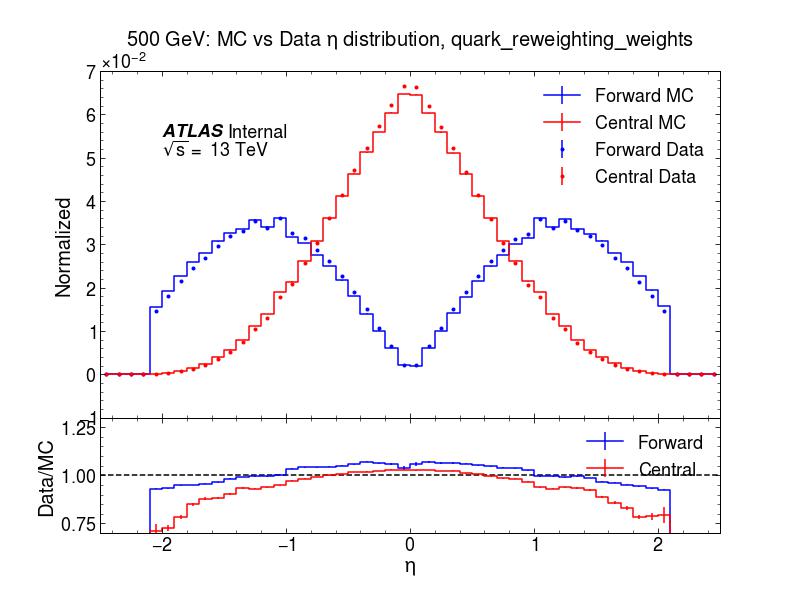 500 GeV: MC vs Data η distribution, quark_reweighting_weights
×10⁻²
7
6
5
4
3
2
1
0
−1
Normalized
ATLAS Internal
√s = 13 TeV
Forward MC
Central MC
Forward Data
Central Data
1.25
1.00
0.75
Data/MC
Forward
Central
−2 −1 0 1 2
η